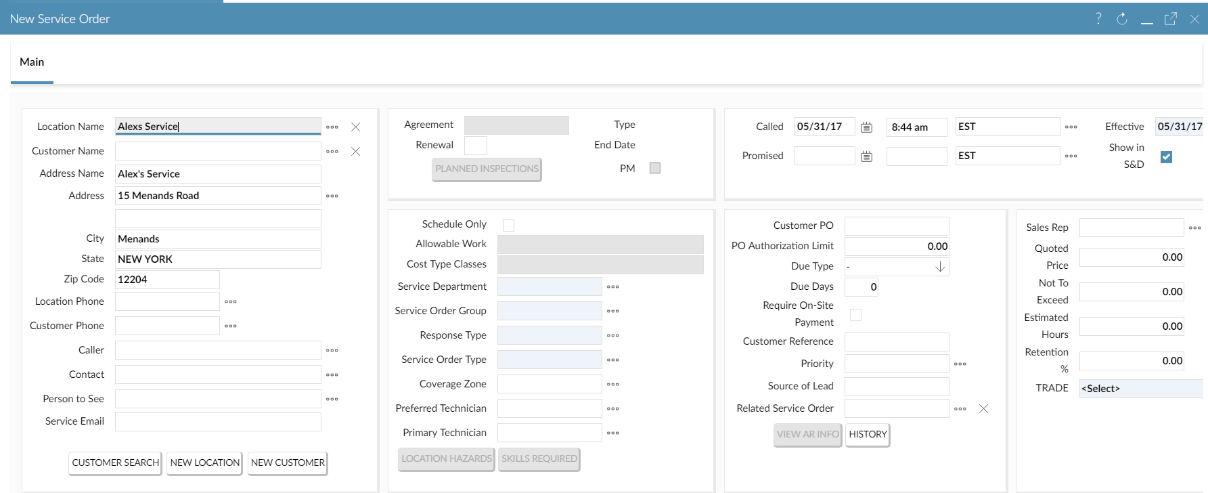 New Service Order
?
Main
Location Name Alexs Service
Customer Name
Address Name Alex's Service
Address 15 Menands Road
City Menands
State NEW YORK
Zip Code 12204
Location Phone
Customer Phone
Caller
Contact
Person to See
Service Email
CUSTOMER SEARCH NEW LOCATION NEW CUSTOMER
Agreement Type
Renewal End Date
PLANNED INSPECTIONS PM
Called 05/31/17 8:44 am EST Effective 05/31/17
Promised EST Show in
S&D
Schedule Only
Allowable Work
Cost Type Classes
Service Department
Service Order Group
Response Type
Service Order Type
Coverage Zone
Preferred Technician
Primary Technician
LOCATION HAZARDS SKILLS REQUIRED
Customer PO
PO Authorization Limit 0.00
Due Type -
Due Days 0
Require On-Site
Payment
Customer Reference
Priority
Source of Lead
Related Service Order
VIEW AR INFO HISTORY
Sales Rep
Quoted
Price 0.00
Not To
Exceed 0.00
Estimated
Hours 0.00
Retention
% 0.00
TRADE <Select>